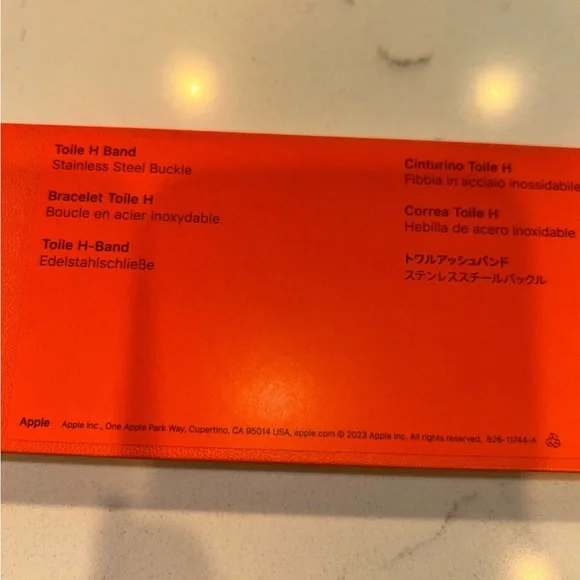 Toile H Band
Stainless Steel Buckle
Bracelet Toile H
Boucle en acier inoxydable
Toile H-Band
Edelstahlschließe
Cinturino Toile H
Fibbia in acciaio inossidabile
Correa Toile H
Hebilla de acero inoxidable
トワルアッシュバンド
ステンレススチールバックル
Apple Apple Inc., One Apple Park Way, Cupertino, CA 95014 USA, apple.com © 2023 Apple Inc. All rights reserved. 826-11744-A